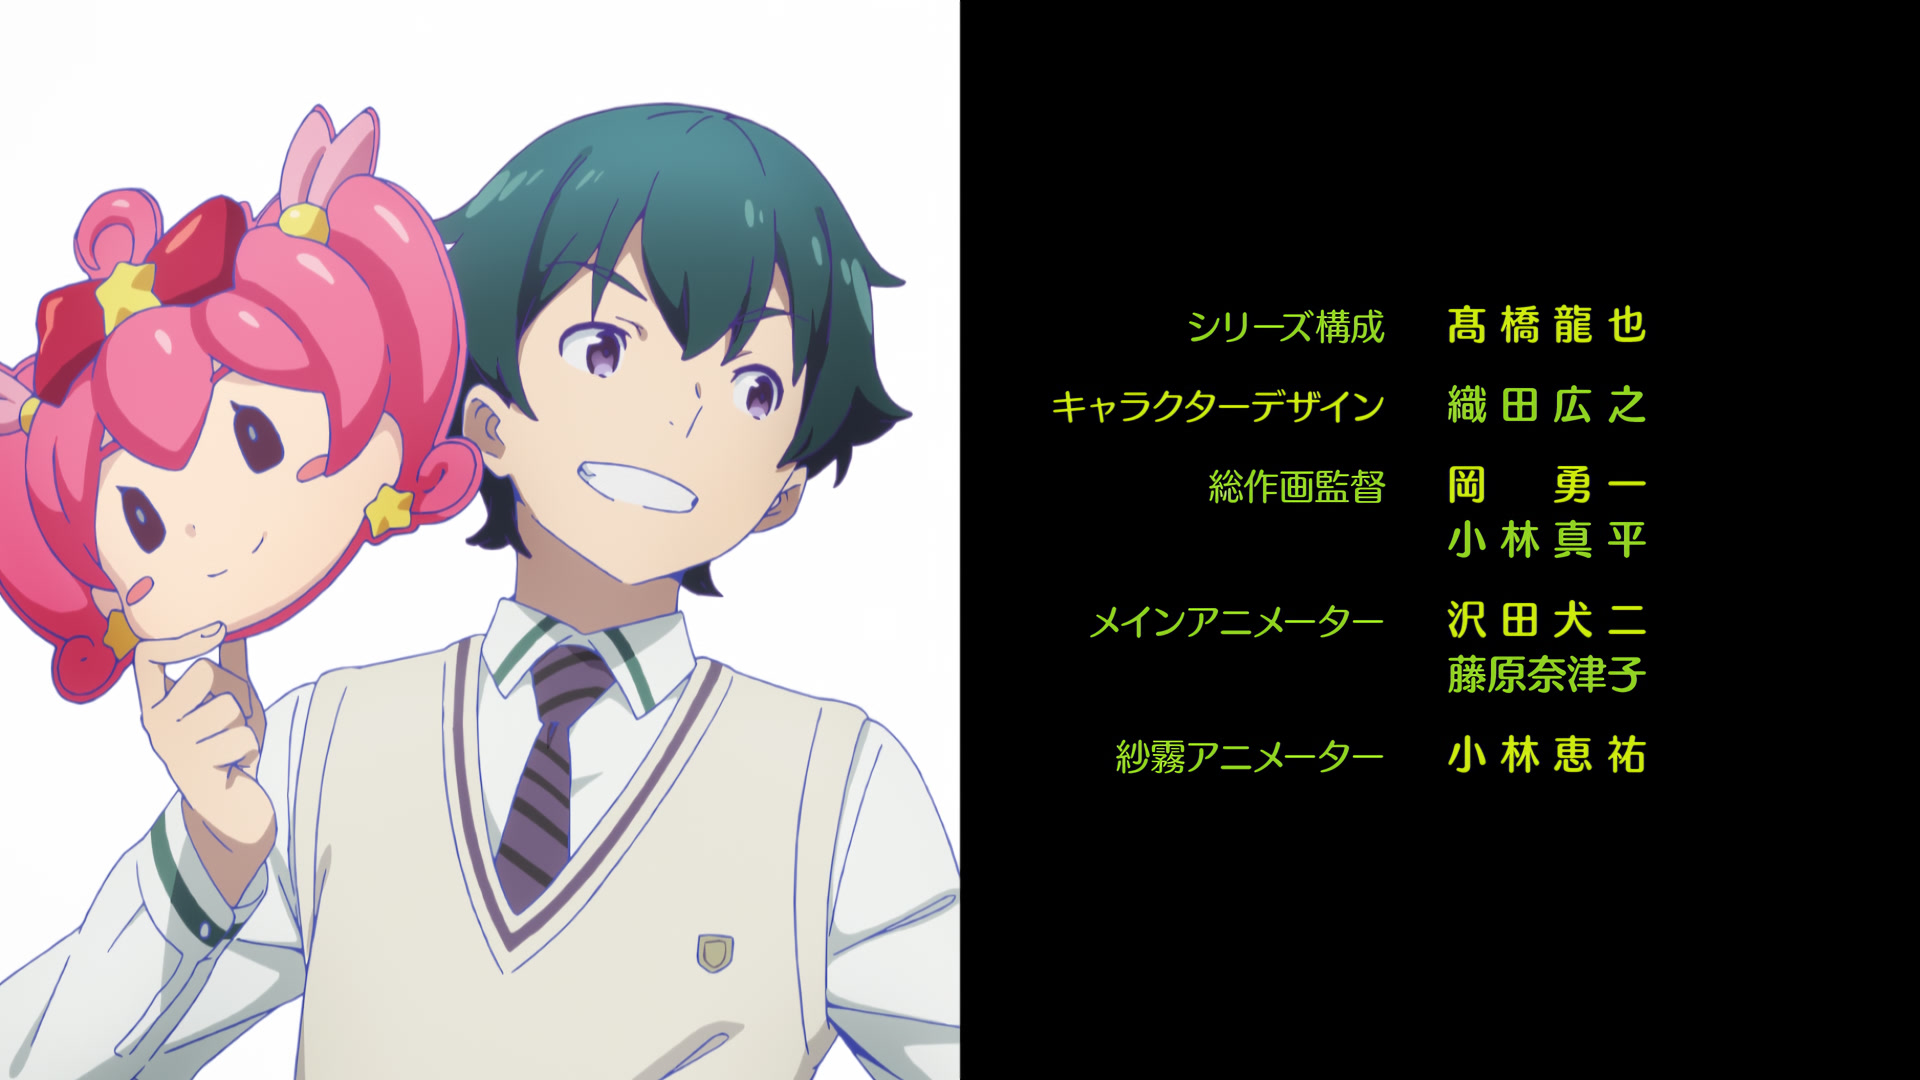 シリーズ構成 髙橋龍也
キャラクターデザイン 織田広之
総作画監督 岡 勇一
小林真平
メインアニメーター 沢田犬二
藤原奈津子
紗霧アニメーター 小林恵祐